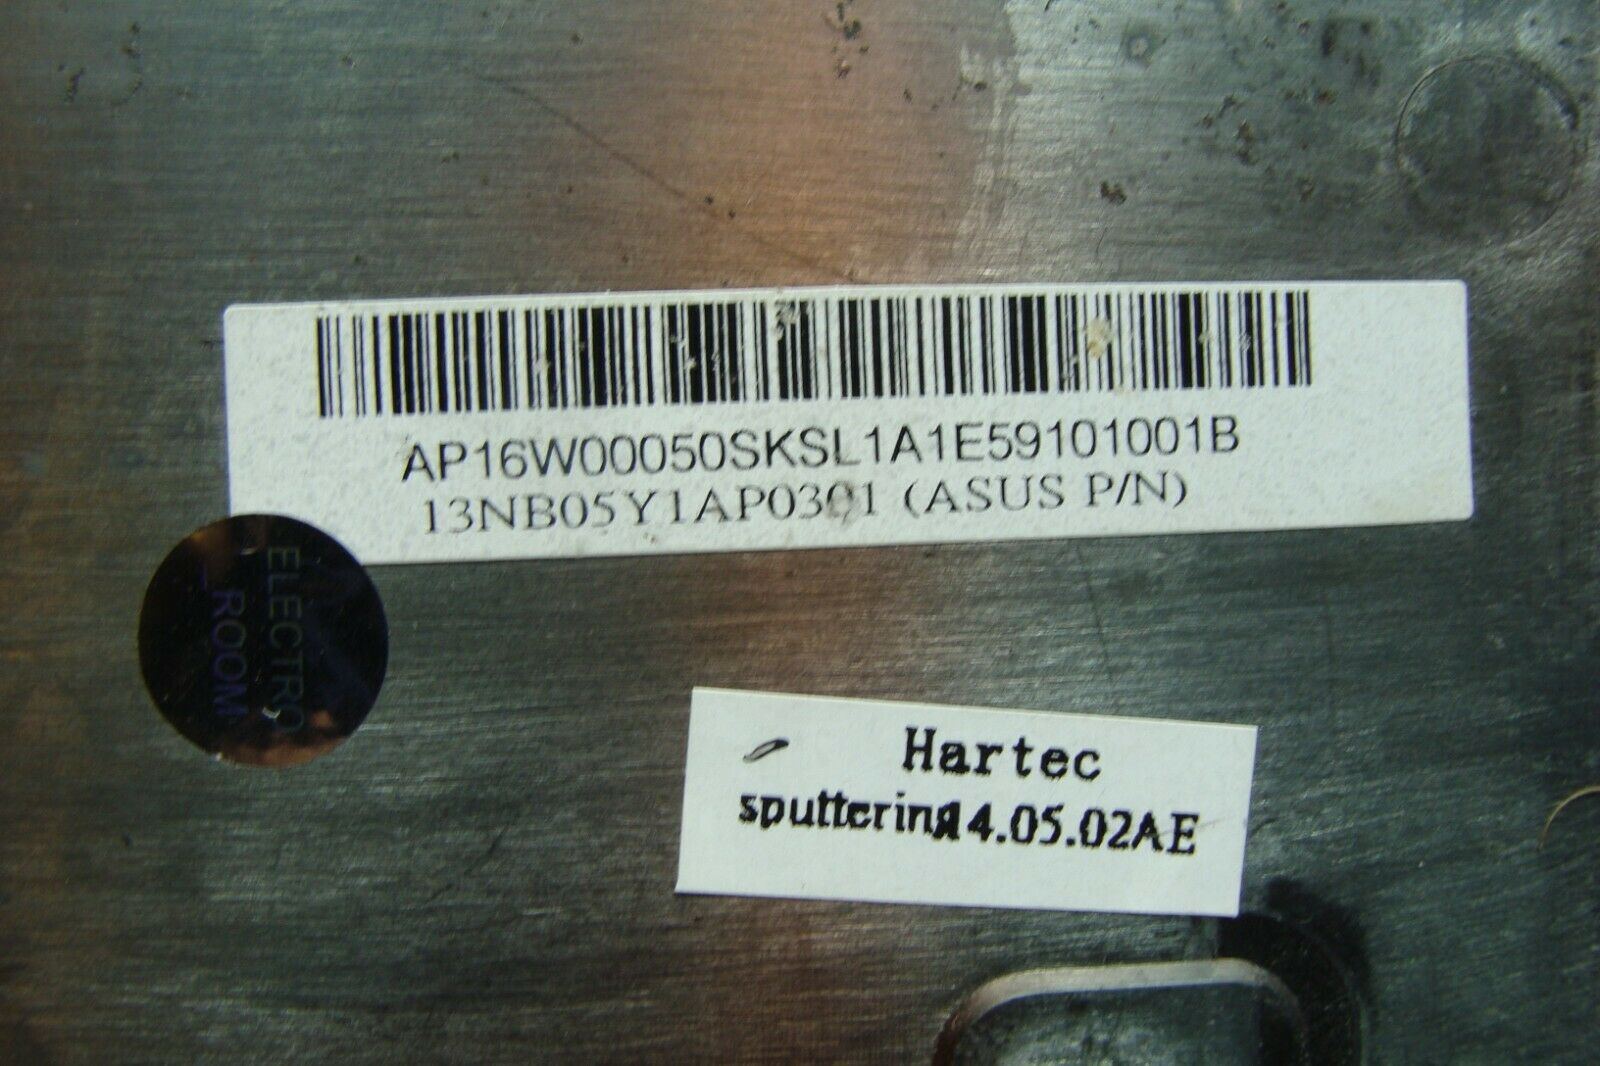 AP16W00050SKSL1A1E59101001B
13NB05Y1AP0301 (ASUS P/N)
ELECTRO
ROOM
Hartec
sputtering14.05.02AE